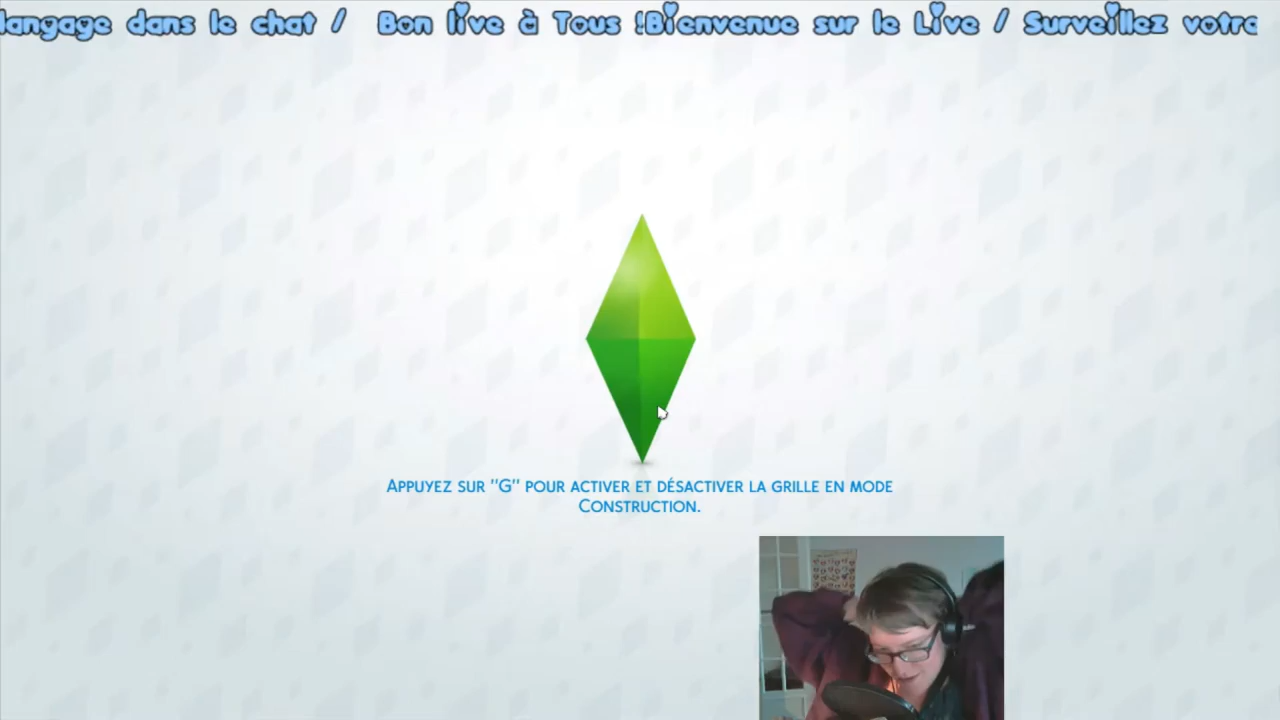 langage dans le chat / Bon live à Tous !Bienvenue sur le Live / Surveillez votre
Appuyez sur "G" pour activer et désactiver la grille en mode
Construction.